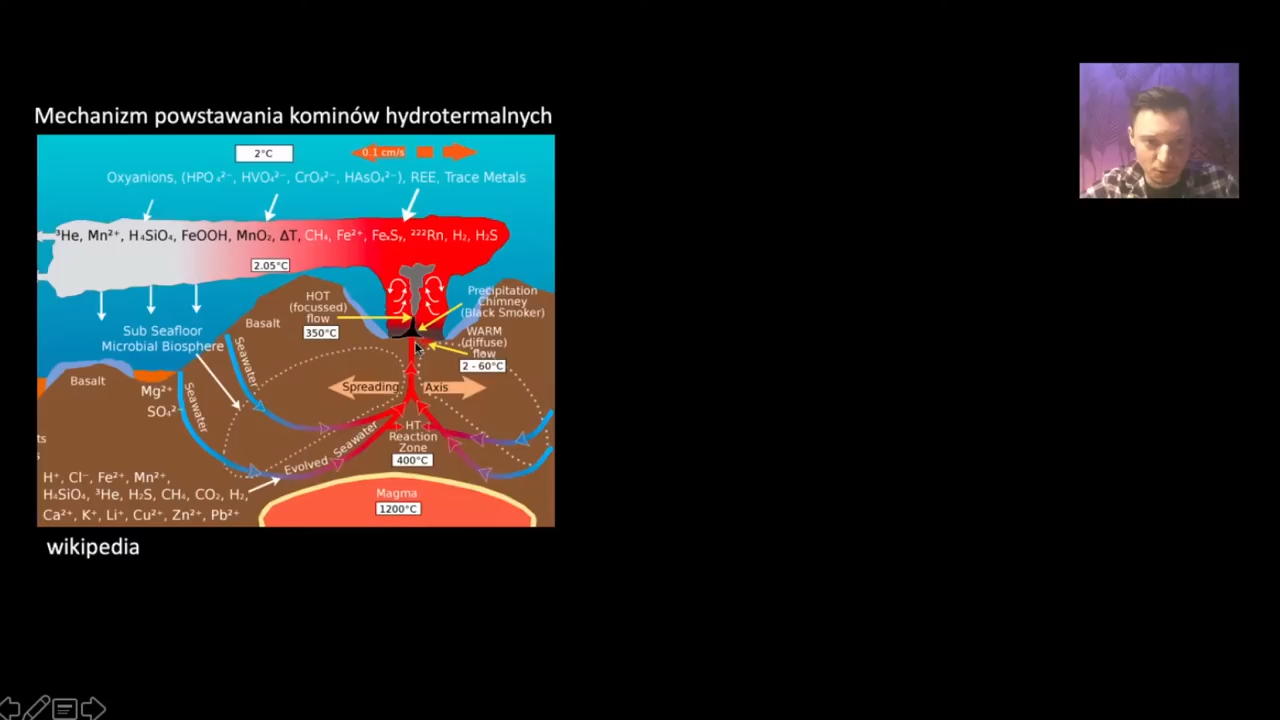 Mechanizm powstawania kominów hydrotermalnych
2°C
0.1 cm/s
Oxyanions, (HPO₄²⁻, HVO₄²⁻, CrO₄²⁻, HAsO₄²⁻), REE, Trace Metals
³He, Mn²⁺, H₄SiO₄, FeOOH, MnO₂, ΔT, CH₄, Fe²⁺, FeₓSᵧ, ²²²Rn, H₂, H₂S
2.05°C
HOT
(focussed)
flow
350°C
Precipitation
Chimney
(Black Smoker)
WARM
(diffuse)
flow
2 - 60°C
Basalt
Sub Seafloor
Microbial Biosphere
Seawater
Basalt
Mg²⁺
SO₄²⁻
Seawater
Spreading
Axis
HT
Reaction
Zone
400°C
Evolved Seawater
ts
s
H⁺, Cl⁻, Fe²⁺, Mn²⁺,
H₄SiO₄, ³He, H₂S, CH₄, CO₂, H₂,
Ca²⁺, K⁺, Li⁺, Cu²⁺, Zn²⁺, Pb²⁺
Magma
1200°C
wikipedia